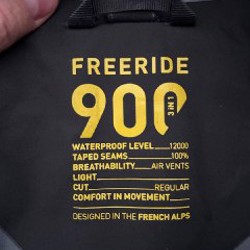 FREERIDE
900
3 IN 1
WATERPROOF LEVEL 12000
TAPED SEAMS 100%
BREATHABILITY AIR VENTS
LIGHT
CUT REGULAR
COMFORT IN MOVEMENT
DESIGNED IN THE FRENCH ALPS